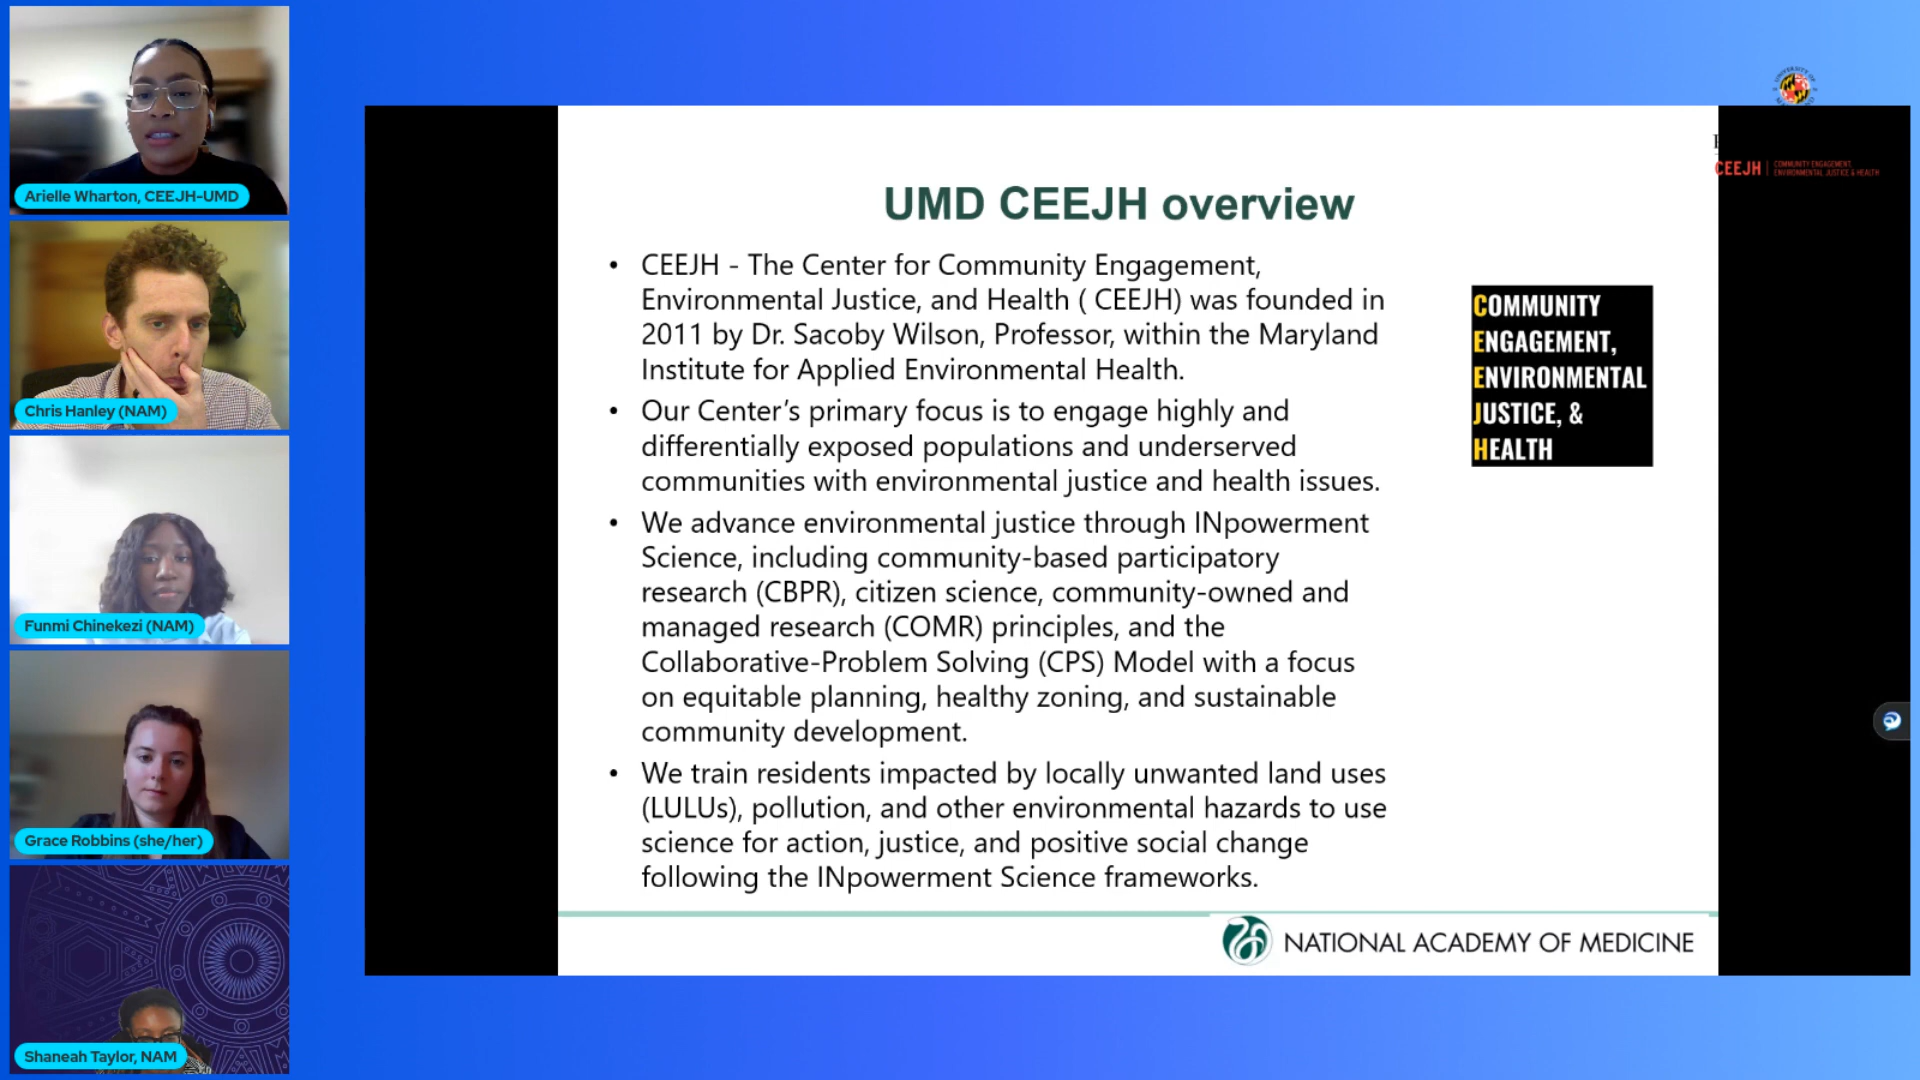 Arielle Wharton, CEEJH-UMD
Chris Hanley (NAM)
Funmi Chinekezi (NAM)
Grace Robbins (she/her)
Shaneah Taylor, NAM
UNIVERSITY OF
CEEJH | COMMUNITY ENGAGEMENT,
ENVIRONMENTAL JUSTICE & HEALTH
UMD CEEJH overview
• CEEJH - The Center for Community Engagement,
Environmental Justice, and Health ( CEEJH) was founded in
2011 by Dr. Sacoby Wilson, Professor, within the Maryland
Institute for Applied Environmental Health.
• Our Center’s primary focus is to engage highly and
differentially exposed populations and underserved
communities with environmental justice and health issues.
• We advance environmental justice through INpowerment
Science, including community-based participatory
research (CBPR), citizen science, community-owned and
managed research (COMR) principles, and the
Collaborative-Problem Solving (CPS) Model with a focus
on equitable planning, healthy zoning, and sustainable
community development.
• We train residents impacted by locally unwanted land uses
(LULUs), pollution, and other environmental hazards to use
science for action, justice, and positive social change
following the INpowerment Science frameworks.
COMMUNITY
ENGAGEMENT,
ENVIRONMENTAL
JUSTICE, &
HEALTH
NATIONAL ACADEMY OF MEDICINE